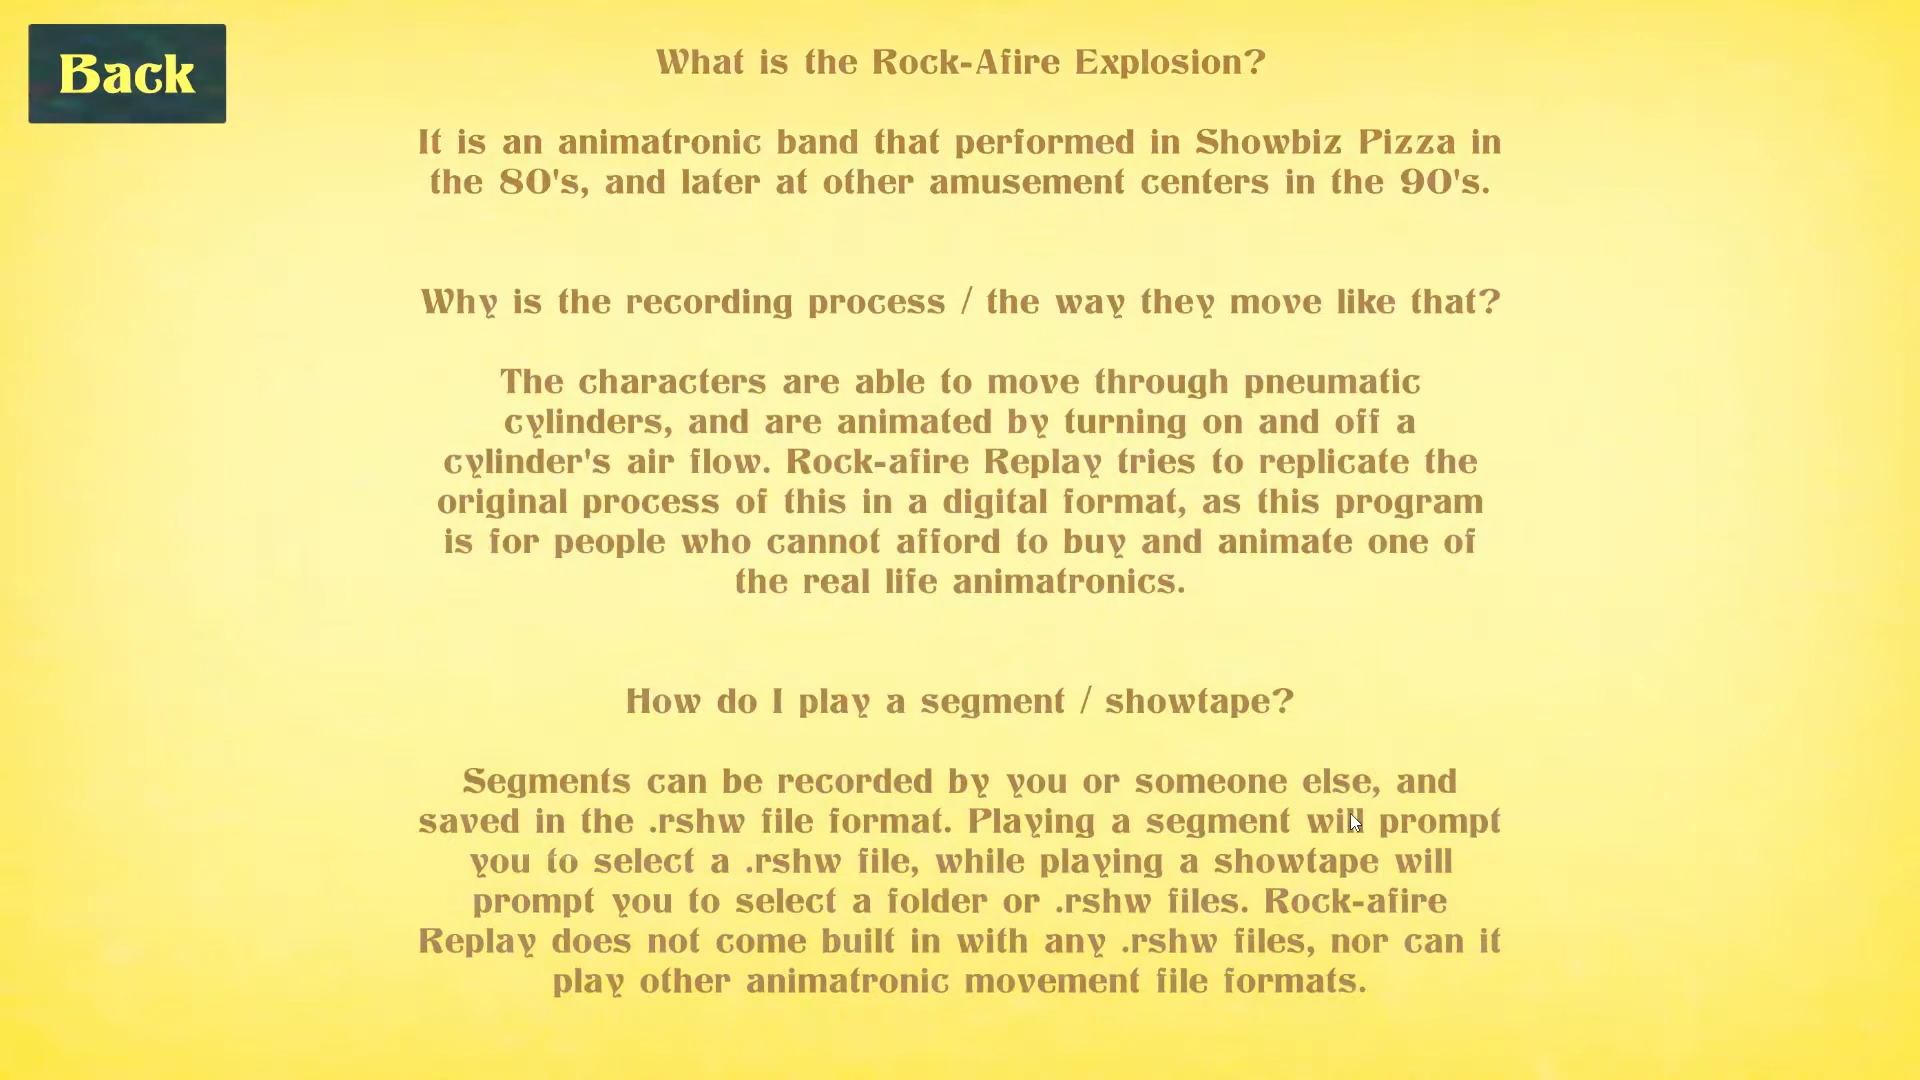 Back
What is the Rock-Afire Explosion?
It is an animatronic band that performed in Showbiz Pizza in
the 80's, and later at other amusement centers in the 90's.
Why is the recording process / the way they move like that?
The characters are able to move through pneumatic
cylinders, and are animated by turning on and off a
cylinder's air flow. Rock-afire Replay tries to replicate the
original process of this in a digital format, as this program
is for people who cannot afford to buy and animate one of
the real life animatronics.
How do I play a segment / showtape?
Segments can be recorded by you or someone else, and
saved in the .rshw file format. Playing a segment will prompt
you to select a .rshw file, while playing a showtape will
prompt you to select a folder or .rshw files. Rock-afire
Replay does not come built in with any .rshw files, nor can it
play other animatronic movement file formats.